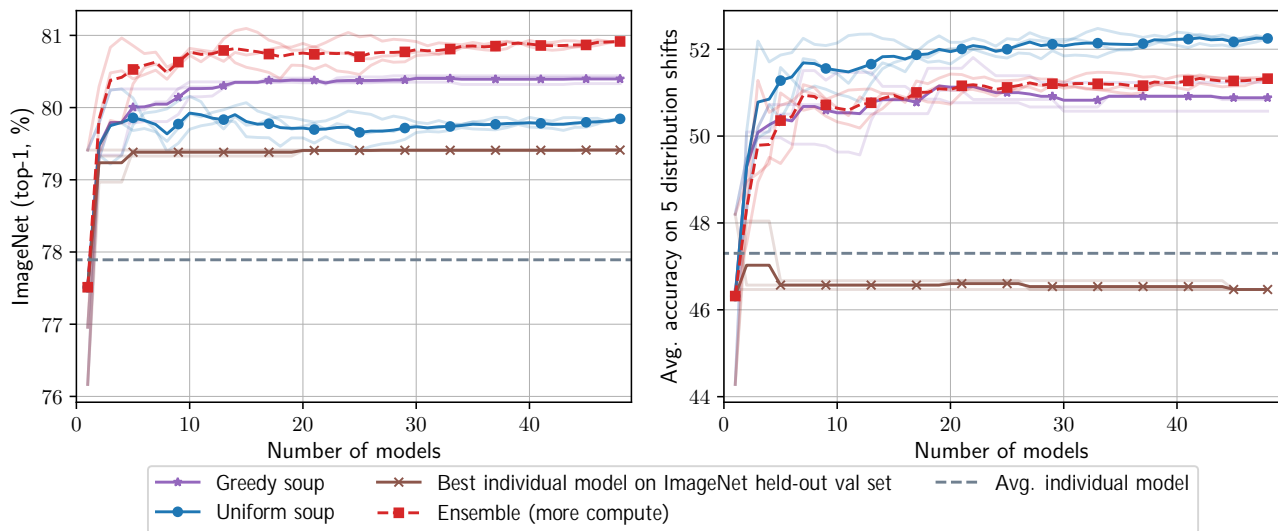 81
80
79
78
77
76
ImageNet (top-1, %)
0
10
20
30
40
Number of models
52
50
48
46
44
Avg. accuracy on 5 distribution shifts
0
10
20
30
40
Number of models
Greedy soup
Uniform soup
Best individual model on ImageNet held-out val set
Ensemble (more compute)
Avg. individual model